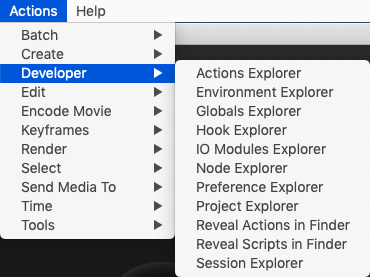 Actions Help
Batch
Create
Developer
Edit
Encode Movie
Keyframes
Render
Select
Send Media To
Time
Tools
Actions Explorer
Environment Explorer
Globals Explorer
Hook Explorer
IO Modules Explorer
Node Explorer
Preference Explorer
Project Explorer
Reveal Actions in Finder
Reveal Scripts in Finder
Session Explorer